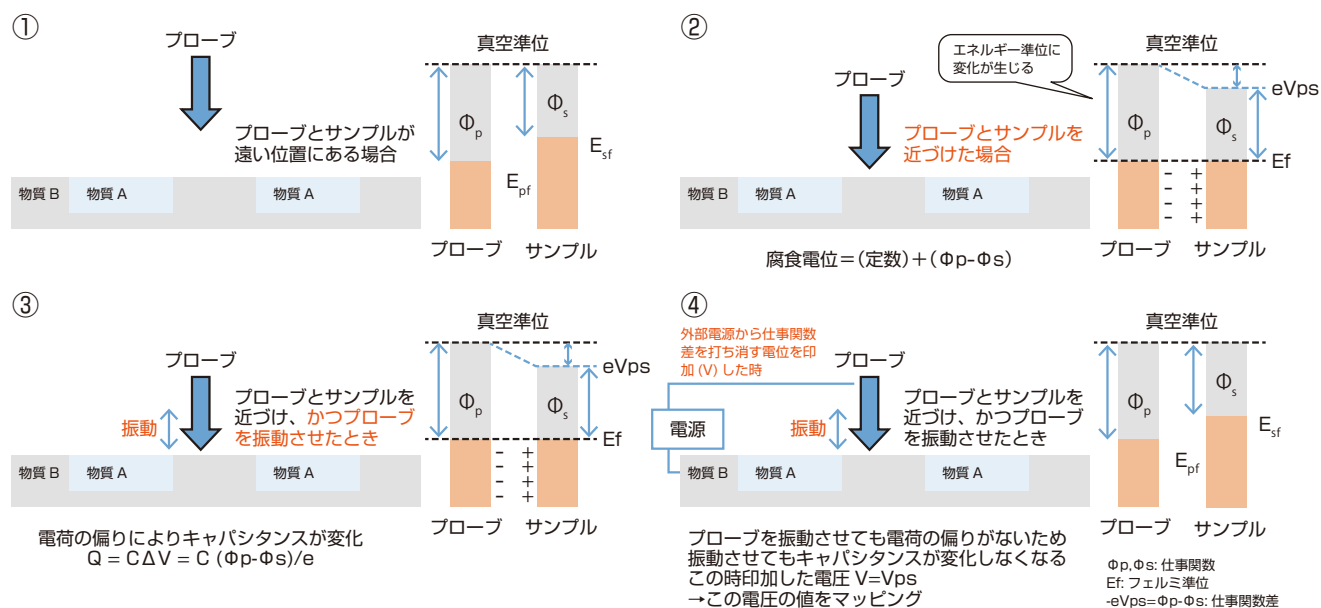 ①
プローブ
プローブとサンプルが
遠い位置にある場合
物質 B
物質 A
物質 A
真空準位
Φp
Φs
Esf
Epf
プローブ
サンプル
②
プローブ
プローブとサンプルを
近づけた場合
物質 B
物質 A
物質 A
エネルギー準位に
変化が生じる
真空準位
eVps
Φp
Φs
Ef
- +
- +
- +
- +
プローブ
サンプル
腐食電位＝(定数)＋(Φp-Φs)
③
プローブ
振動
プローブとサンプルを
近づけ、かつプローブ
を振動させたとき
物質 B
物質 A
物質 A
真空準位
eVps
Φp
Φs
Ef
- +
- +
- +
- +
プローブ
サンプル
電荷の偏りによりキャパシタンスが変化
Q = CΔV = C (Φp-Φs)/e
④
外部電源から仕事関数
差を打ち消す電位を印
加 (V) した時
プローブ
電源
振動
プローブとサンプルを
近づけ、かつプローブ
を振動させたとき
物質 B
物質 A
物質 A
真空準位
Φp
Φs
Esf
Epf
プローブ
サンプル
プローブを振動させても電荷の偏りがないため
振動させてもキャパシタンスが変化しなくなる
この時印加した電圧 V=Vps
→この電圧の値をマッピング
Φp,Φs: 仕事関数
Ef: フェルミ準位
-eVps=Φp-Φs: 仕事関数差